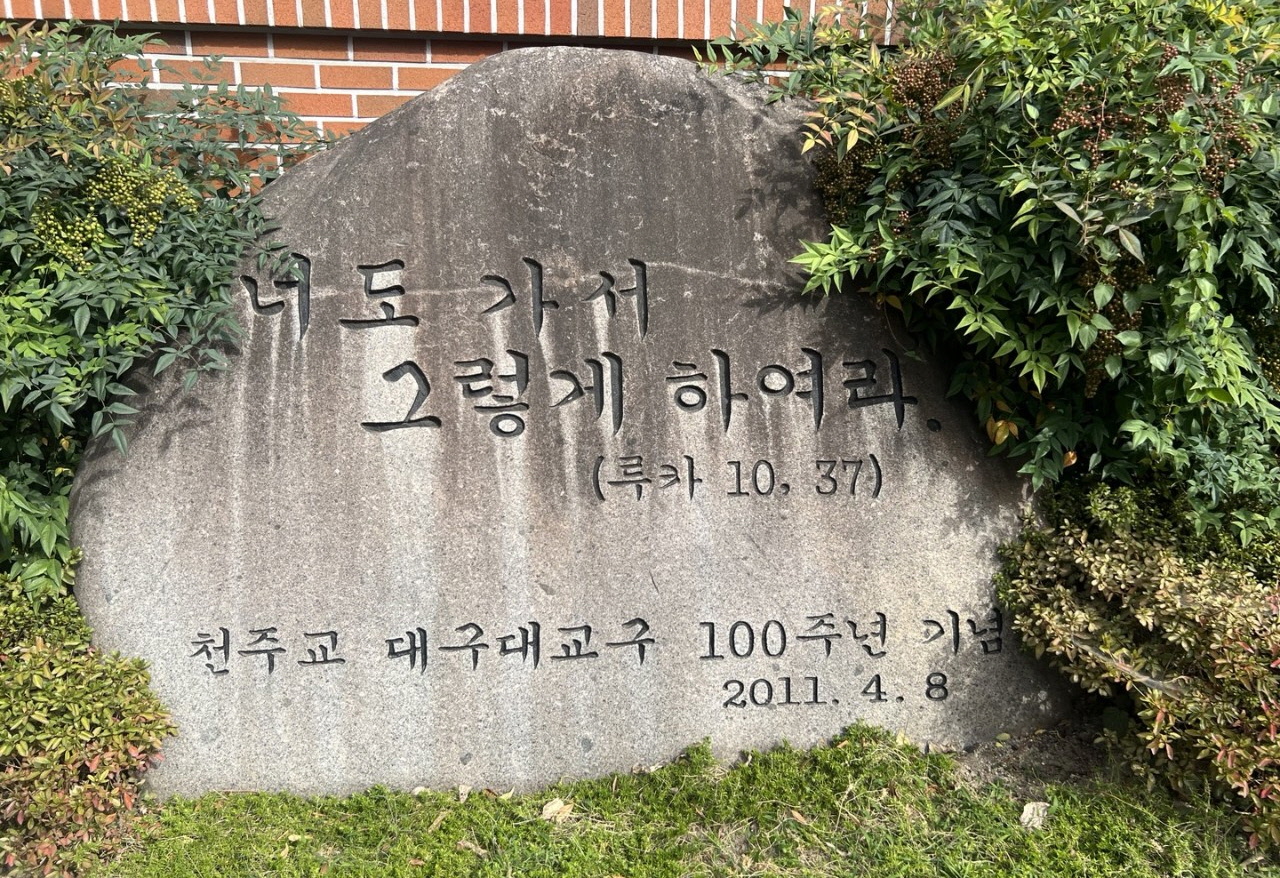 너도 가서
그렇게 하여라.
(루카 10, 37)
천주교 대구대교구 100주년 기념
2011. 4. 8